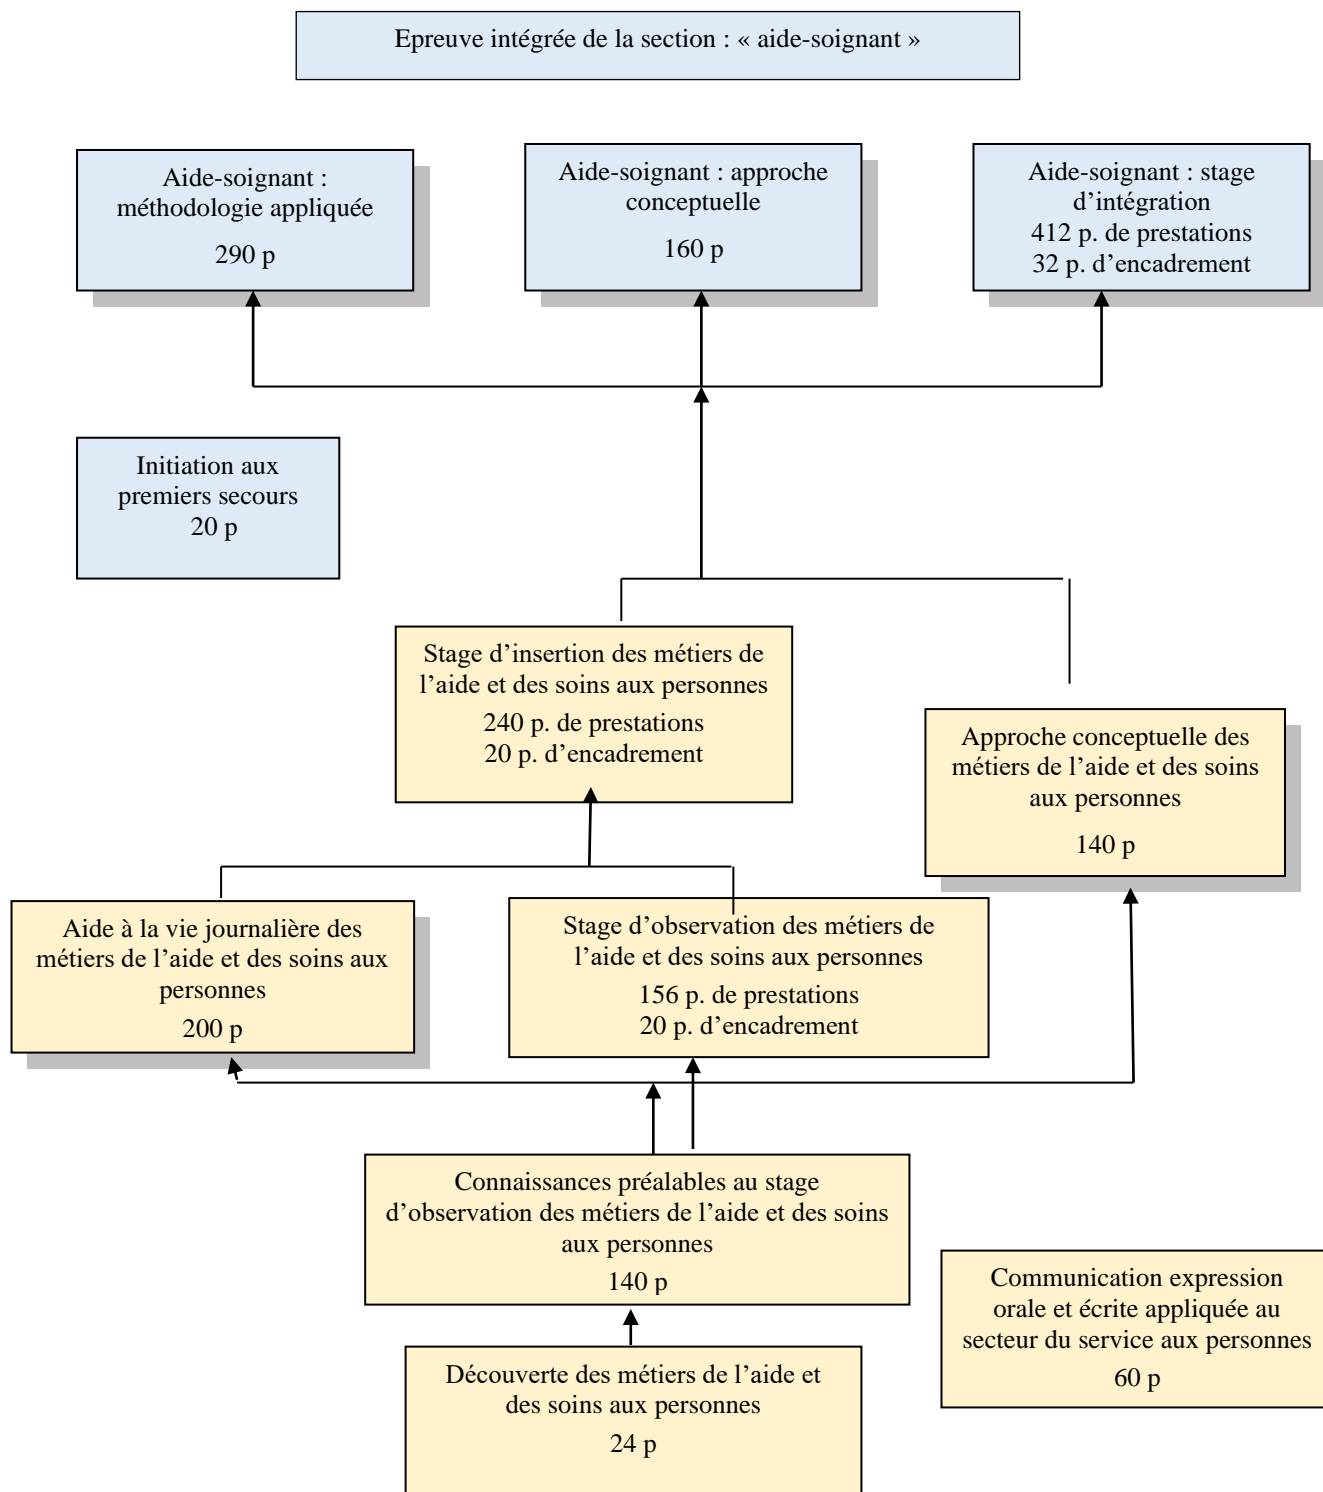 Epreuve intégrée de la section : « aide-soignant »
Aide-soignant :
méthodologie appliquée
290 p
Aide-soignant : approche
conceptuelle
160 p
Aide-soignant : stage
d’intégration
412 p. de prestations
32 p. d’encadrement
Initiation aux
premiers secours
20 p
Stage d’insertion des métiers de
l’aide et des soins aux personnes
240 p. de prestations
20 p. d’encadrement
Approche conceptuelle des
métiers de l’aide et des soins
aux personnes
140 p
Aide à la vie journalière des
métiers de l’aide et des soins aux
personnes
200 p
Stage d’observation des métiers de
l’aide et des soins aux personnes
156 p. de prestations
20 p. d’encadrement
Connaissances préalables au stage
d’observation des métiers de l’aide et des soins
aux personnes
140 p
Communication expression
orale et écrite appliquée au
secteur du service aux personnes
60 p
Découverte des métiers de l’aide et
des soins aux personnes
24 p